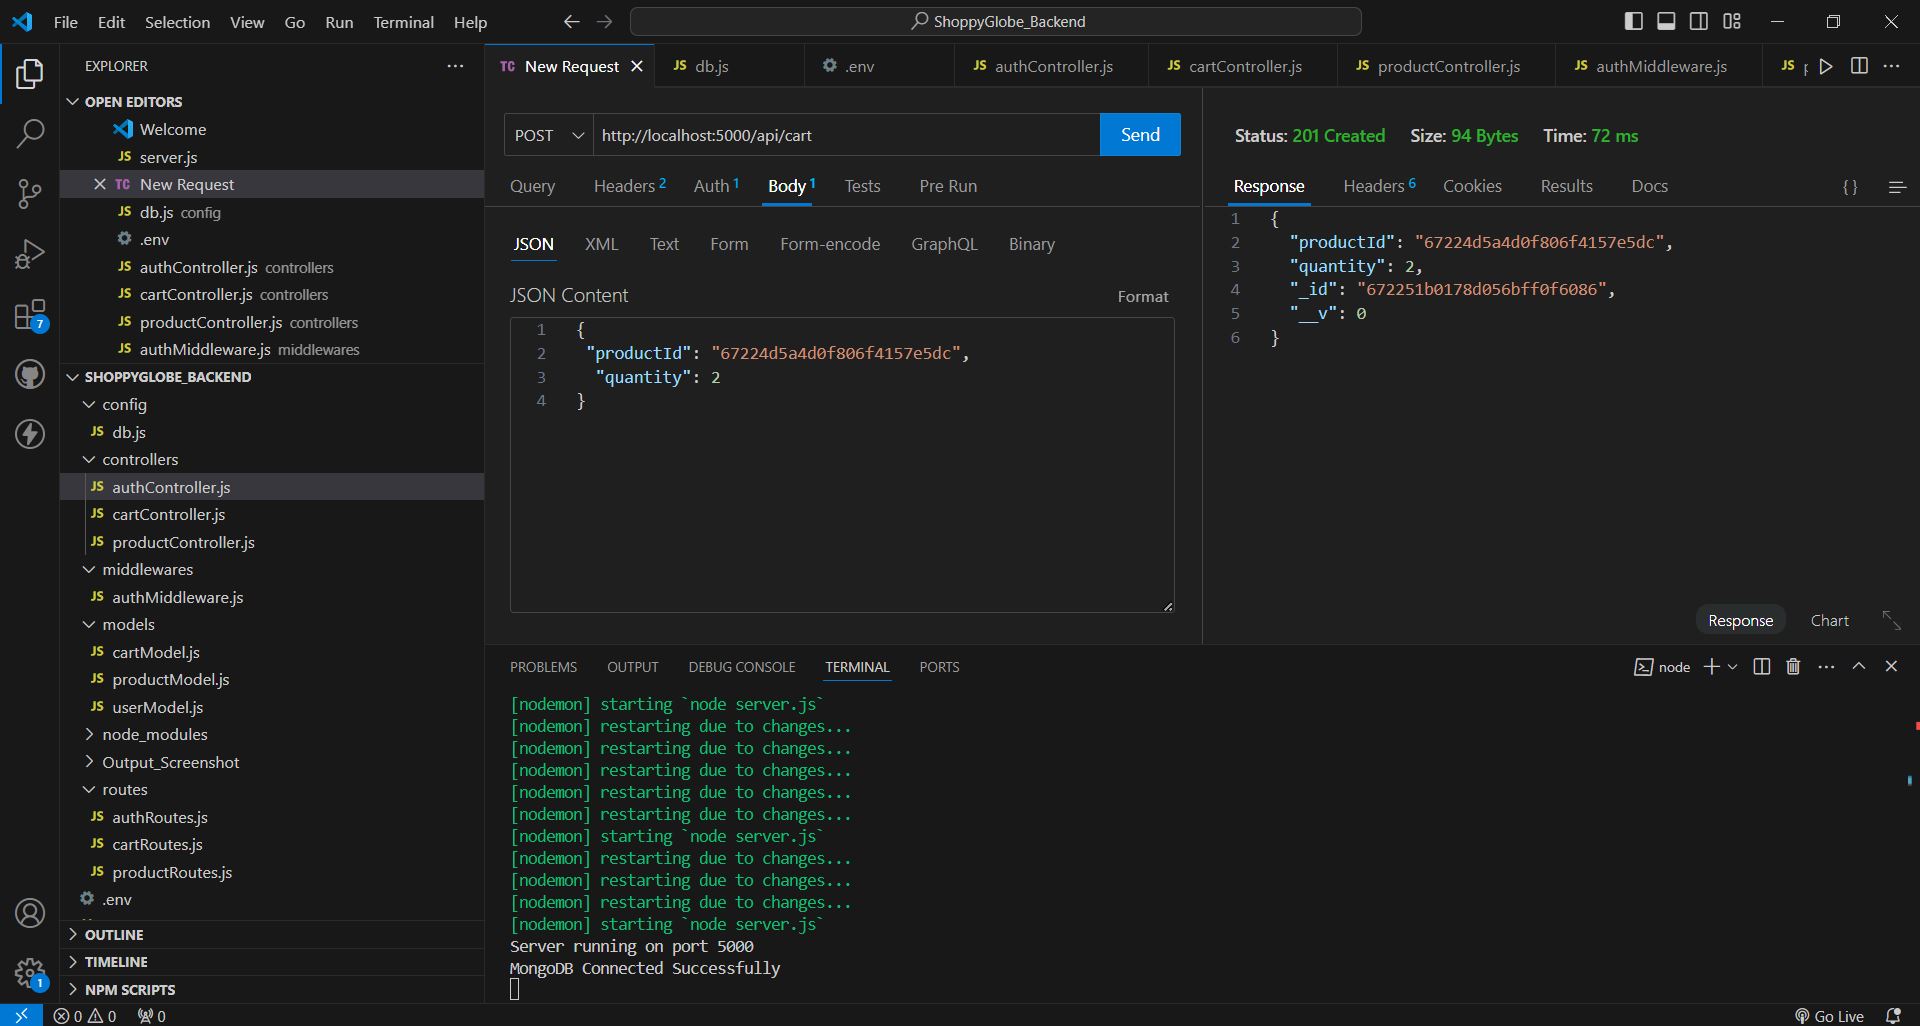 File Edit Selection View Go Run Terminal Help
ShoppyGlobe_Backend
EXPLORER
OPEN EDITORS
Welcome
JS server.js
TC New Request
JS db.js config
.env
JS authController.js controllers
JS cartController.js controllers
JS productController.js controllers
JS authMiddleware.js middlewares
SHOPPYGLOBE_BACKEND
config
JS db.js
controllers
JS authController.js
JS cartController.js
JS productController.js
middlewares
JS authMiddleware.js
models
JS cartModel.js
JS productModel.js
JS userModel.js
node_modules
Output_Screenshot
routes
JS authRoutes.js
JS cartRoutes.js
JS productRoutes.js
.env
OUTLINE
TIMELINE
NPM SCRIPTS
7
1
TC New Request JS db.js .env JS authController.js JS cartController.js JS productController.js JS authMiddleware.js JS
POST http://localhost:5000/api/cart Send
Query Headers 2 Auth 1 Body 1 Tests Pre Run
JSON XML Text Form Form-encode GraphQL Binary
JSON Content Format
1 {
2 "productId": "67224d5a4d0f806f4157e5dc",
3 "quantity": 2
4 }
Status: 201 Created Size: 94 Bytes Time: 72 ms
Response Headers 6 Cookies Results Docs { }
1 {
2 "productId": "67224d5a4d0f806f4157e5dc",
3 "quantity": 2,
4 "_id": "672251b0178d056bff0f6086",
5 "__v": 0
6 }
Response Chart
PROBLEMS OUTPUT DEBUG CONSOLE TERMINAL PORTS
node
[nodemon] starting `node server.js`
[nodemon] restarting due to changes...
[nodemon] restarting due to changes...
[nodemon] restarting due to changes...
[nodemon] restarting due to changes...
[nodemon] restarting due to changes...
[nodemon] starting `node server.js`
[nodemon] restarting due to changes...
[nodemon] restarting due to changes...
[nodemon] restarting due to changes...
[nodemon] starting `node server.js`
Server running on port 5000
MongoDB Connected Successfully
0 0 0
Go Live